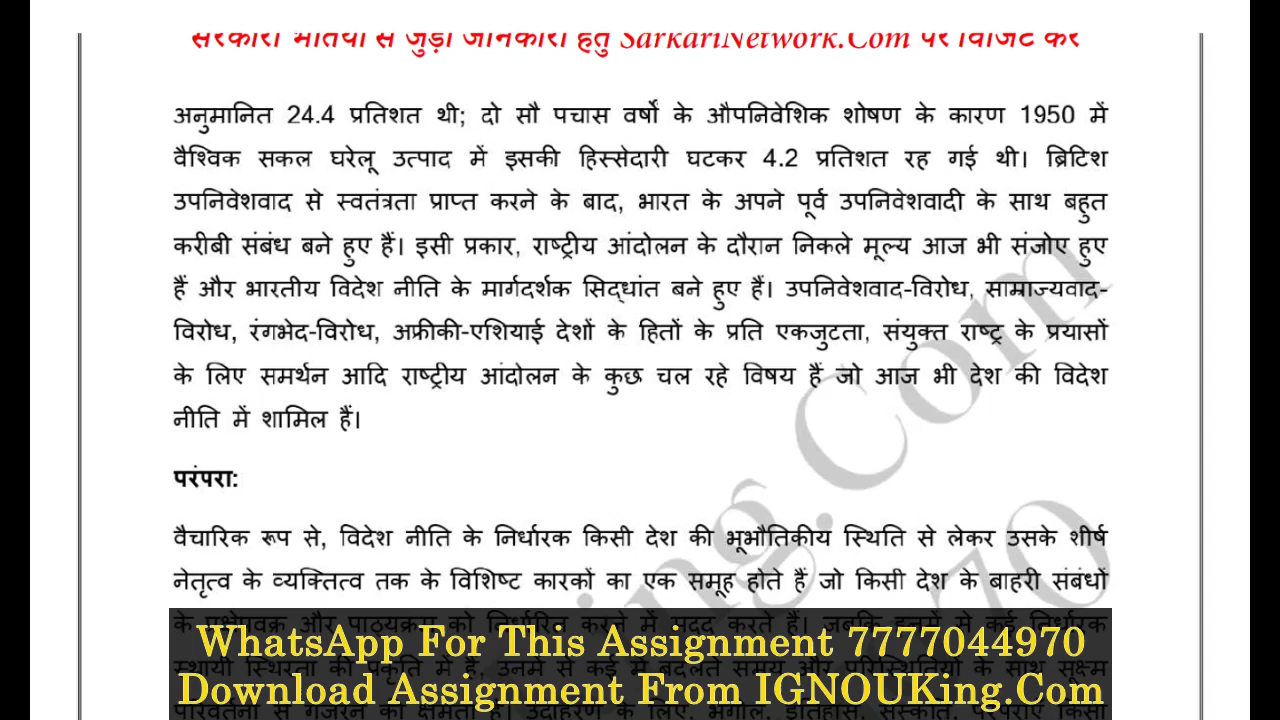 सरकारी भर्तियों से जुड़ी जानकारी हेतु SarkariNetwork.Com पर विजिट करें
अनुमानित 24.4 प्रतिशत थी; दो सौ पचास वर्षों के औपनिवेशिक शोषण के कारण 1950 में
वैश्विक सकल घरेलू उत्पाद में इसकी हिस्सेदारी घटकर 4.2 प्रतिशत रह गई थी। ब्रिटिश
उपनिवेशवाद से स्वतंत्रता प्राप्त करने के बाद, भारत के अपने पूर्व उपनिवेशवादी के साथ बहुत
करीबी संबंध बने हुए हैं। इसी प्रकार, राष्ट्रीय आंदोलन के दौरान निकले मूल्य आज भी संजोए हुए
हैं और भारतीय विदेश नीति के मार्गदर्शक सिद्धांत बने हुए हैं। उपनिवेशवाद-विरोध, साम्राज्यवाद-
विरोध, रंगभेद-विरोध, अफ्रीकी-एशियाई देशों के हितों के प्रति एकजुटता, संयुक्त राष्ट्र के प्रयासों
के लिए समर्थन आदि राष्ट्रीय आंदोलन के कुछ चल रहे विषय हैं जो आज भी देश की विदेश
नीति में शामिल हैं।
परंपरा:
वैचारिक रूप से, विदेश नीति के निर्धारक किसी देश की भूभौतिकीय स्थिति से लेकर उसके शीर्ष
नेतृत्व के व्यक्तित्व तक के विशिष्ट कारकों का एक समूह होते हैं जो किसी देश के बाहरी संबंधों
WhatsApp For This Assignment 7777044970
Download Assignment From IGNOUKing.Com